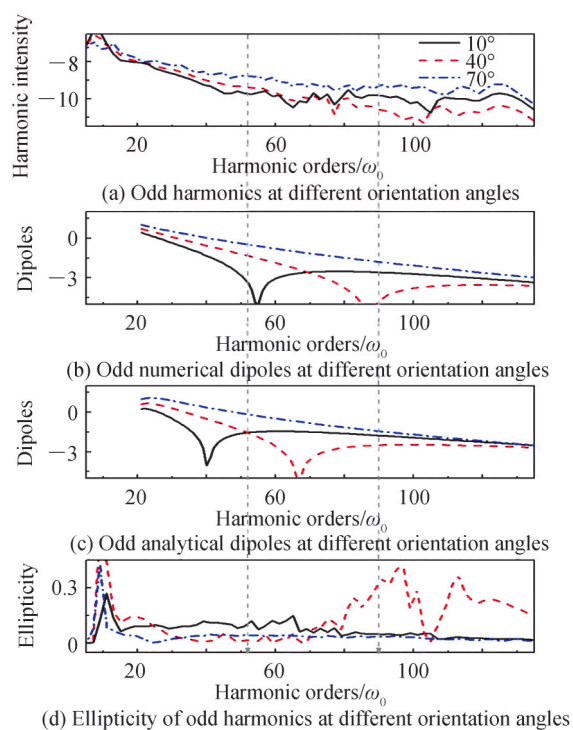 Harmonic intensity
−8
−10
10°
40°
70°
20 60 100
Harmonic orders/ω₀
(a) Odd harmonics at different orientation angles
Dipoles
0
−3
20 60 100
Harmonic orders/ω₀
(b) Odd numerical dipoles at different orientation angles
Dipoles
0
−3
20 60 100
Harmonic orders/ω₀
(c) Odd analytical dipoles at different orientation angles
Ellipticity
0.3
0
20 60 100
Harmonic orders/ω₀
(d) Ellipticity of odd harmonics at different orientation angles